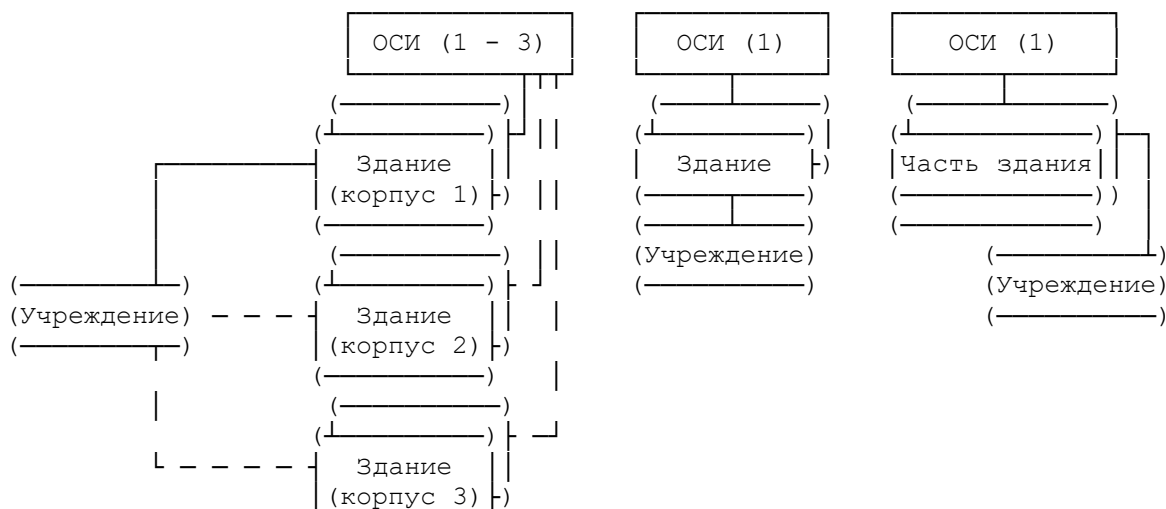 ОСИ (1 - 3) ОСИ (1) ОСИ (1)
Здание Здание Часть здания
(корпус 1)
(Учреждение)
(Учреждение) Здание (Учреждение)
(корпус 2)
Здание
(корпус 3)